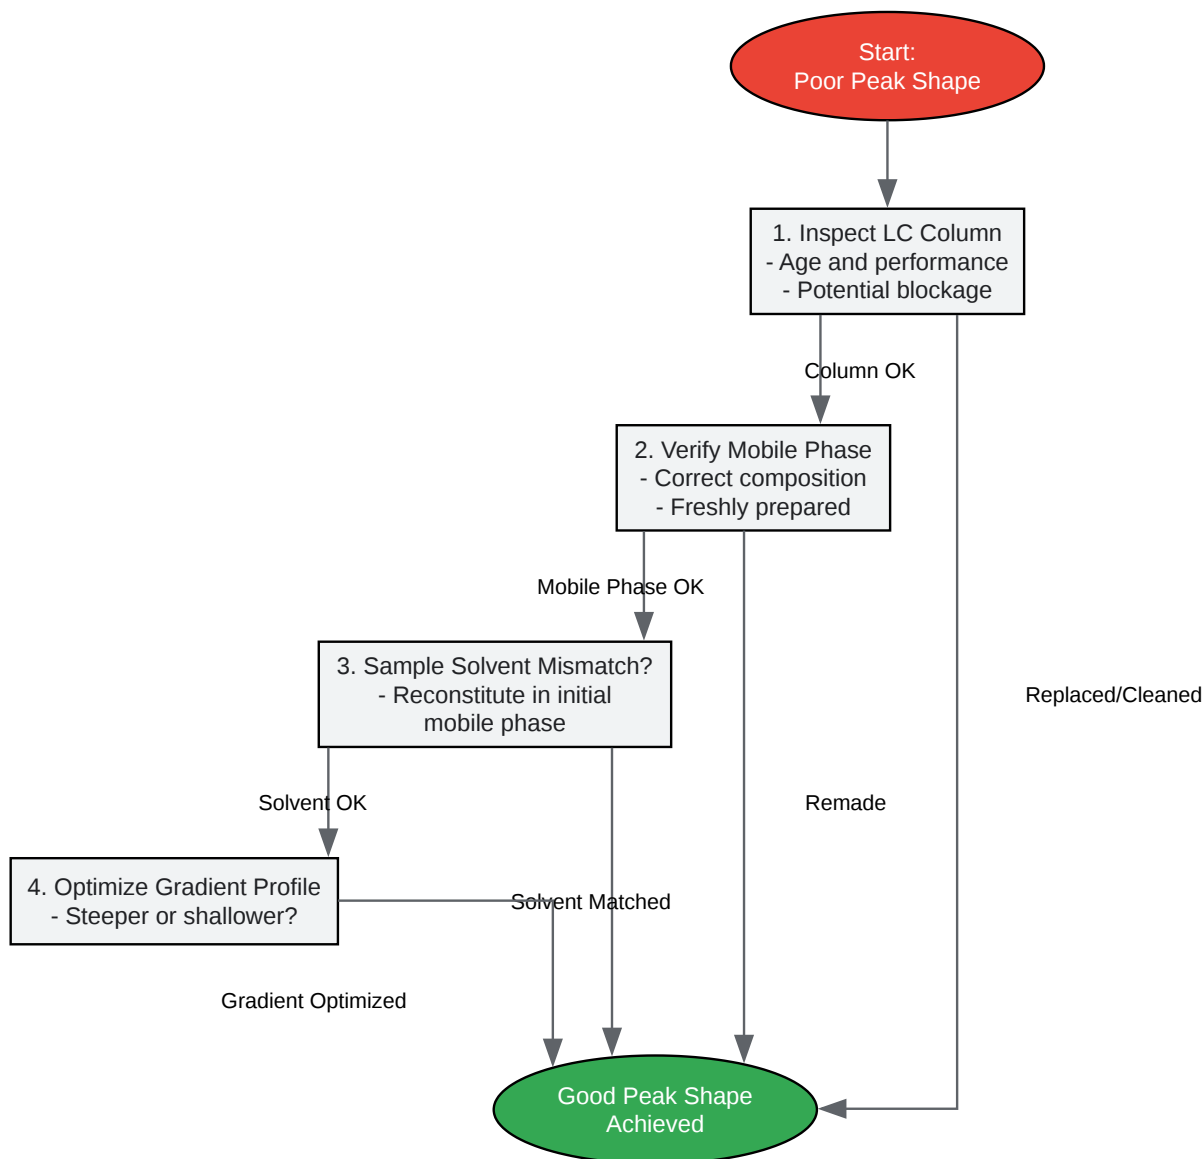 Start:
Poor Peak Shape
1. Inspect LC Column
- Age and performance
- Potential blockage
Column OK
2. Verify Mobile Phase
- Correct composition
- Freshly prepared
Mobile Phase OK
3. Sample Solvent Mismatch?
- Reconstitute in initial
mobile phase
Replaced/Cleaned
Solvent OK
Remade
4. Optimize Gradient Profile
- Steeper or shallower?
Solvent Matched
Gradient Optimized
Good Peak Shape
Achieved